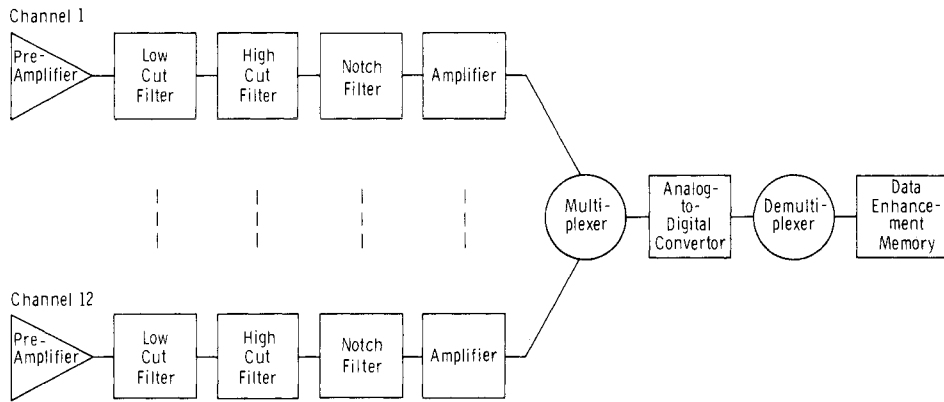 Channel 1
Pre-
Amplifier
Low
Cut
Filter
High
Cut
Filter
Notch
Filter
Amplifier
Multi-
plexer
Analog-
to-
Digital
Convertor
Demulti-
plexer
Data
Enhance-
ment
Memory
Channel 12
Pre-
Amplifier
Low
Cut
Filter
High
Cut
Filter
Notch
Filter
Amplifier